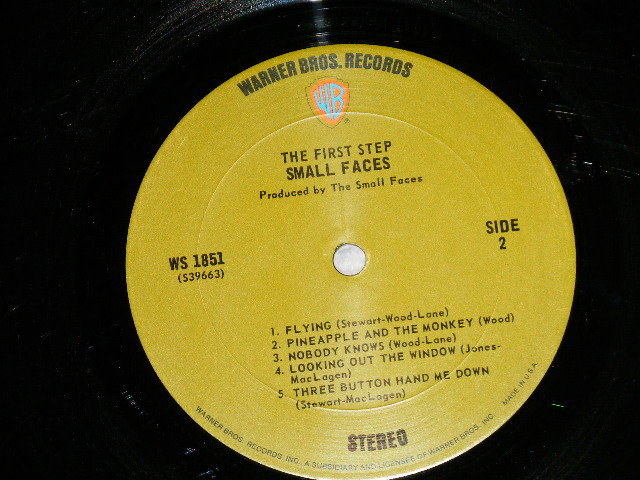 WARNER BROS. RECORDS
WB
®
THE FIRST STEP
SMALL FACES
Produced by The Small Faces
WS 1851
(S39663)
SIDE
2
1. FLYING (Stewart-Wood-Lane)
2. PINEAPPLE AND THE MONKEY (Wood)
3. NOBODY KNOWS (Wood-Lane)
4. LOOKING OUT THE WINDOW (Jones-
MacLagen)
5 THREE BUTTON HAND ME DOWN
(Stewart-MacLagen)
STEREO
WARNER BROS. RECORDS, INC., A SUBSIDIARY AND LICENSEE OF WARNER BROS. INC. MADE IN U.S.A.